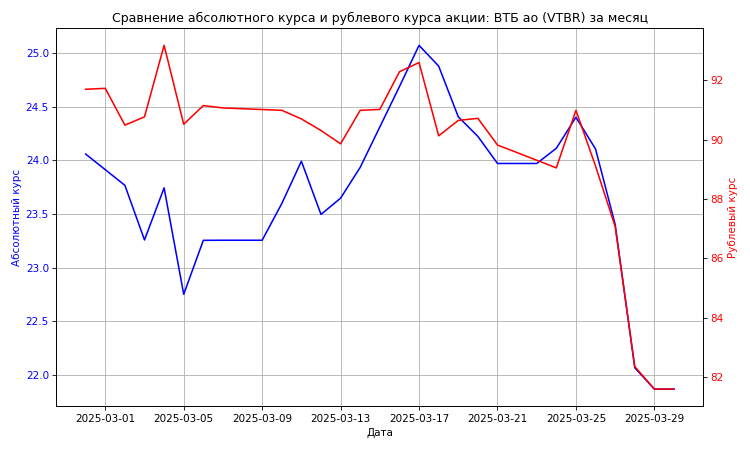 Сравнение абсолютного курса и рублевого курса акции: ВТБ ао (VTBR) за месяц
25.0
24.5
24.0
23.5
23.0
22.5
22.0
Абсолютный курс
92
90
88
86
84
82
Рублевый курс
2025-03-01 2025-03-05 2025-03-09 2025-03-13 2025-03-17 2025-03-21 2025-03-25 2025-03-29
Дата